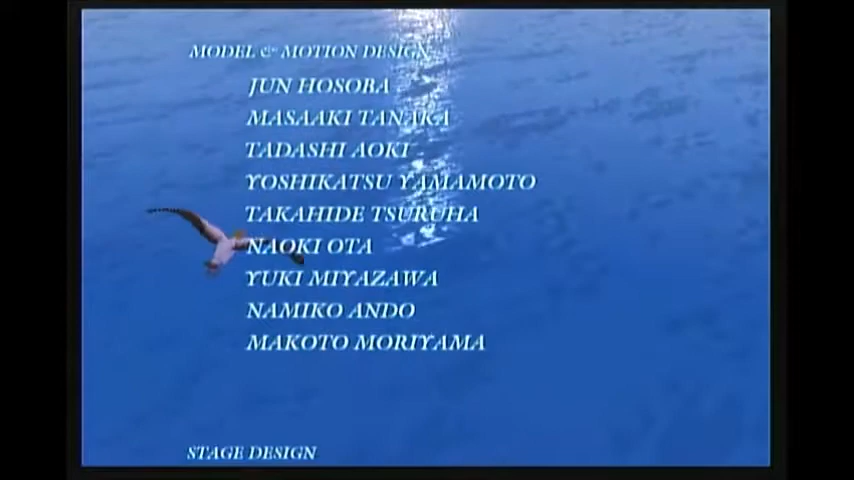 MODEL & MOTION DESIGN
JUN HOSOBA
MASAAKI TANAKA
TADASHI AOKI
YOSHIKATSU YAMAMOTO
TAKAHIDE TSURUHA
NAOKI OTA
YUKI MIYAZAWA
NAMIKO ANDO
MAKOTO MORIYAMA
STAGE DESIGN